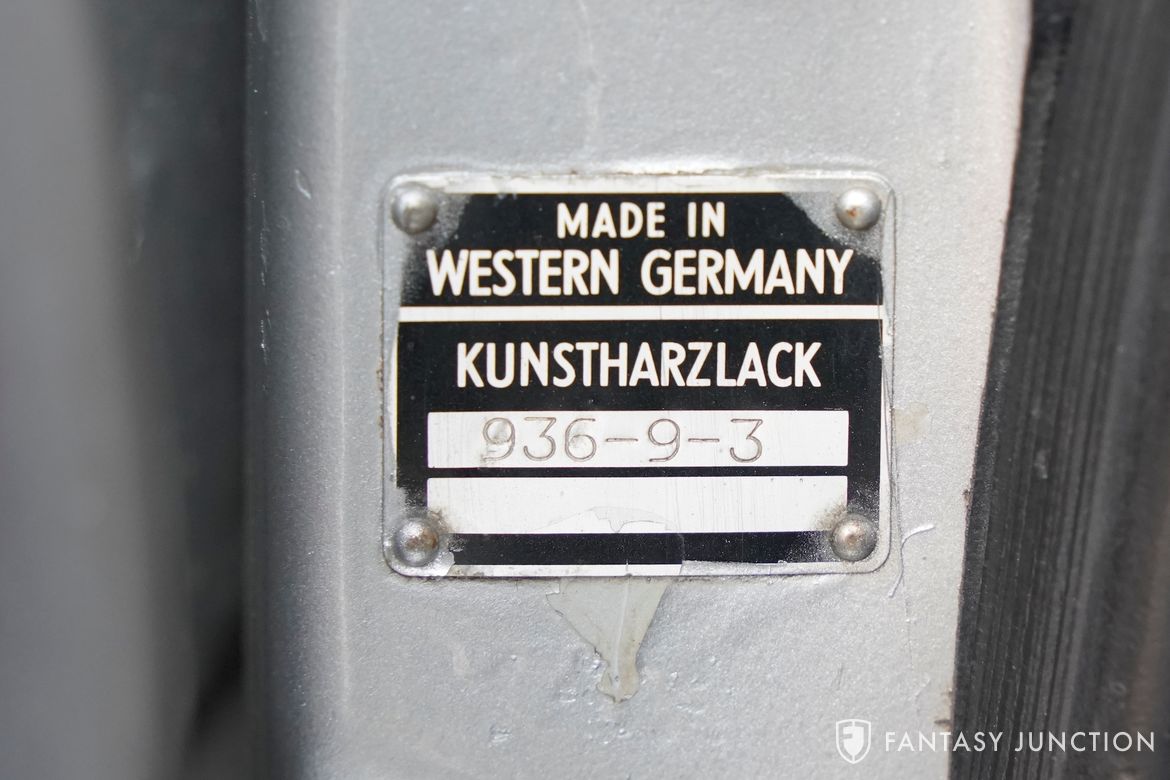 MADE IN
WESTERN GERMANY
KUNSTHARZLACK
936-9-3
FANTASY JUNCTION